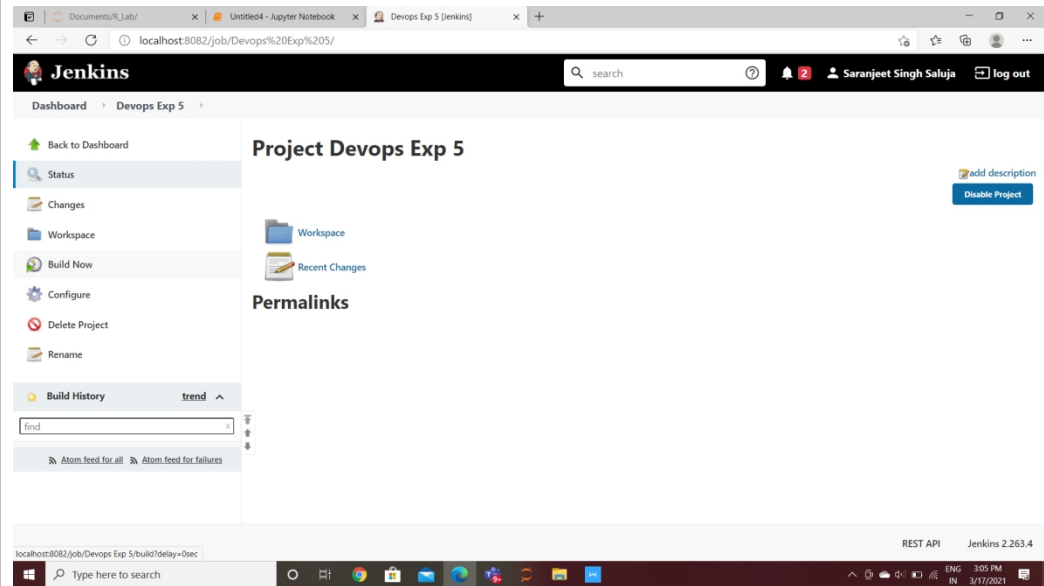 Documents/R_Lab/
Untitled4 - Jupyter Notebook
Devops Exp 5 [Jenkins]
localhost:8082/job/Devops%20Exp%205/
Jenkins
search
2
Saranjeet Singh Saluja
log out
Dashboard
Devops Exp 5
Back to Dashboard
Status
Changes
Workspace
Build Now
Configure
Delete Project
Rename
Build History
trend
find
x
Atom feed for all
Atom feed for failures
Project Devops Exp 5
add description
Disable Project
Workspace
Recent Changes
Permalinks
REST API
Jenkins 2.263.4
localhost:8082/job/Devops Exp 5/build?delay=0sec
Type here to search
ENG
IN
3:05 PM
3/17/2021